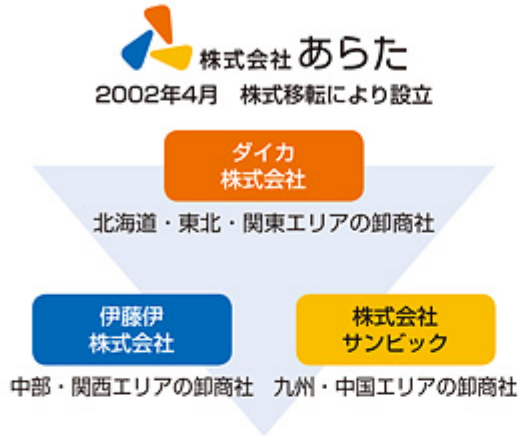 株式会社 あらた
2002年4月 株式移転により設立
ダイカ
株式会社
北海道・東北・関東エリアの卸商社
伊藤伊
株式会社
中部・関西エリアの卸商社
株式会社
サンビック
九州・中国エリアの卸商社